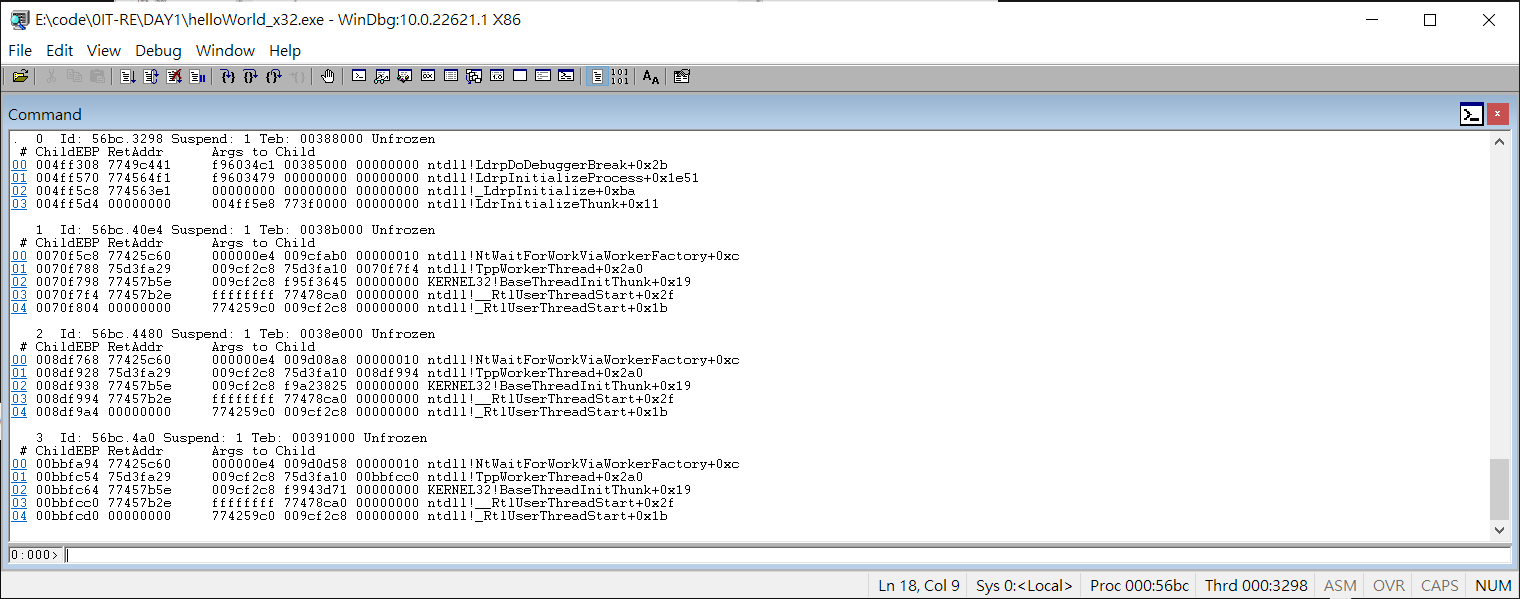 E:\code\0IT-RE\DAY1\helloWorld_x32.exe - WinDbg:10.0.22621.1 X86
File Edit View Debug Window Help
Command
. 0 Id: 56bc.3298 Suspend: 1 Teb: 00388000 Unfrozen
# ChildEBP RetAddr Args to Child
00 004ff308 7749c441 f96034c1 00385000 00000000 ntdll!LdrpDoDebuggerBreak+0x2b
01 004ff570 774564f1 f9603479 00000000 00000000 ntdll!LdrpInitializeProcess+0x1e51
02 004ff5c8 774563e1 00000000 00000000 00000000 ntdll!_LdrpInitialize+0xba
03 004ff5d4 00000000 004ff5e8 773f0000 00000000 ntdll!LdrInitializeThunk+0x11
1 Id: 56bc.40e4 Suspend: 1 Teb: 0038b000 Unfrozen
# ChildEBP RetAddr Args to Child
00 0070f5c8 77425c60 000000e4 009cfab0 00000010 ntdll!NtWaitForWorkViaWorkerFactory+0xc
01 0070f788 75d3fa29 009cf2c8 75d3fa10 0070f7f4 ntdll!TppWorkerThread+0x2a0
02 0070f798 77457b5e 009cf2c8 f95f3645 00000000 KERNEL32!BaseThreadInitThunk+0x19
03 0070f7f4 77457b2e ffffffff 77478ca0 00000000 ntdll!__RtlUserThreadStart+0x2f
04 0070f804 00000000 774259c0 009cf2c8 00000000 ntdll!_RtlUserThreadStart+0x1b
2 Id: 56bc.4480 Suspend: 1 Teb: 0038e000 Unfrozen
# ChildEBP RetAddr Args to Child
00 008df768 77425c60 000000e4 009d08a8 00000010 ntdll!NtWaitForWorkViaWorkerFactory+0xc
01 008df928 75d3fa29 009cf2c8 75d3fa10 008df994 ntdll!TppWorkerThread+0x2a0
02 008df938 77457b5e 009cf2c8 f9a23825 00000000 KERNEL32!BaseThreadInitThunk+0x19
03 008df994 77457b2e ffffffff 77478ca0 00000000 ntdll!__RtlUserThreadStart+0x2f
04 008df9a4 00000000 774259c0 009cf2c8 00000000 ntdll!_RtlUserThreadStart+0x1b
3 Id: 56bc.4a0 Suspend: 1 Teb: 00391000 Unfrozen
# ChildEBP RetAddr Args to Child
00 00bbfa94 77425c60 000000e4 009d0d58 00000010 ntdll!NtWaitForWorkViaWorkerFactory+0xc
01 00bbfc54 75d3fa29 009cf2c8 75d3fa10 00bbfcc0 ntdll!TppWorkerThread+0x2a0
02 00bbfc64 77457b5e 009cf2c8 f9943d71 00000000 KERNEL32!BaseThreadInitThunk+0x19
03 00bbfcc0 77457b2e ffffffff 77478ca0 00000000 ntdll!__RtlUserThreadStart+0x2f
04 00bbfcd0 00000000 774259c0 009cf2c8 00000000 ntdll!_RtlUserThreadStart+0x1b
0:000>
Ln 18, Col 9 Sys 0:<Local> Proc 000:56bc Thrd 000:3298 ASM OVR CAPS NUM